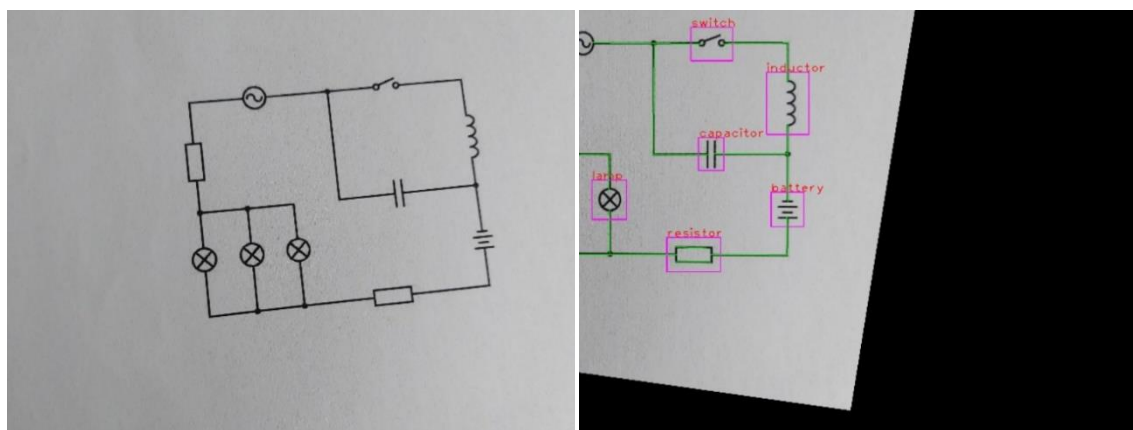 switch
inductor
capacitor
lamp
battery
resistor